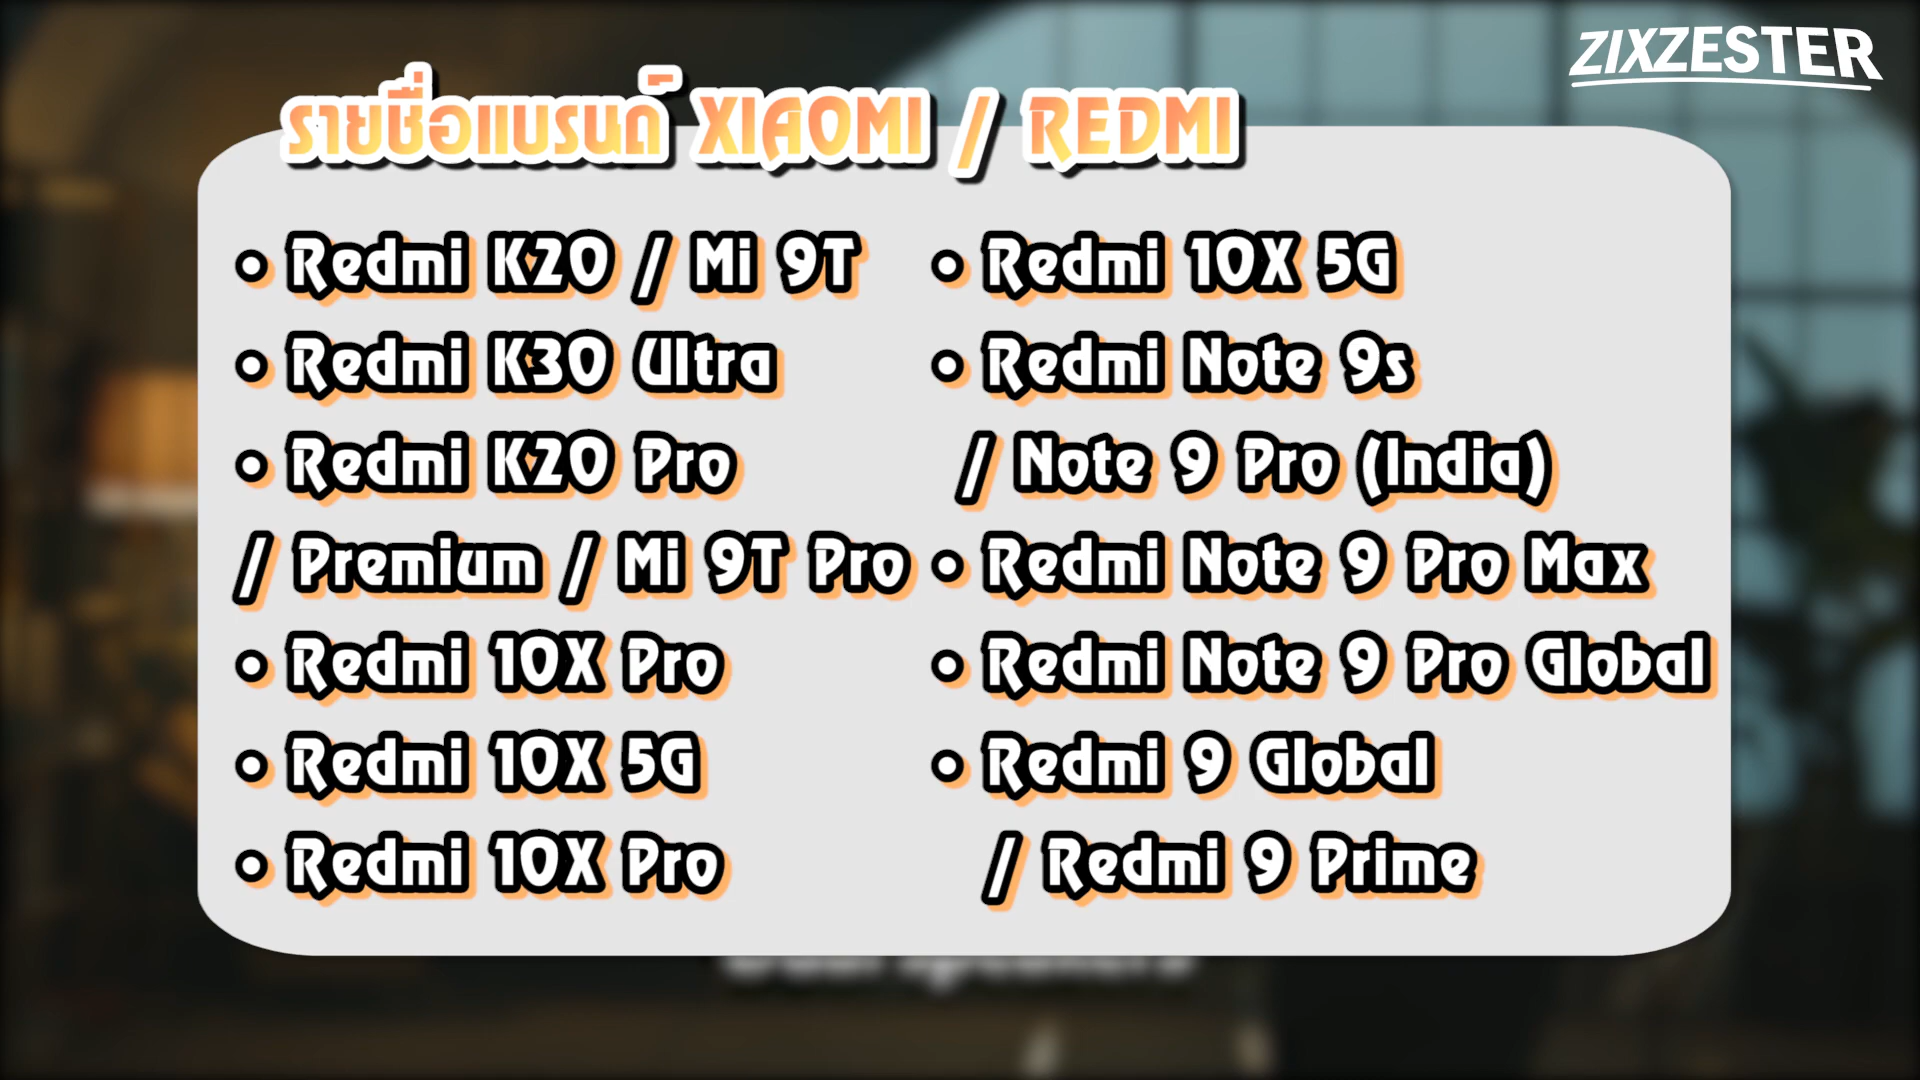 ZIXZESTER
รายชื่อแบรนด์ XIAOMI / REDMI
• Redmi K20 / Mi 9T
• Redmi K30 Ultra
• Redmi K20 Pro
/ Premium / Mi 9T Pro
• Redmi 10X Pro
• Redmi 10X 5G
• Redmi 10X Pro
• Redmi 10X 5G
• Redmi Note 9s
/ Note 9 Pro (India)
• Redmi Note 9 Pro Max
• Redmi Note 9 Pro Global
• Redmi 9 Global
/ Redmi 9 Prime